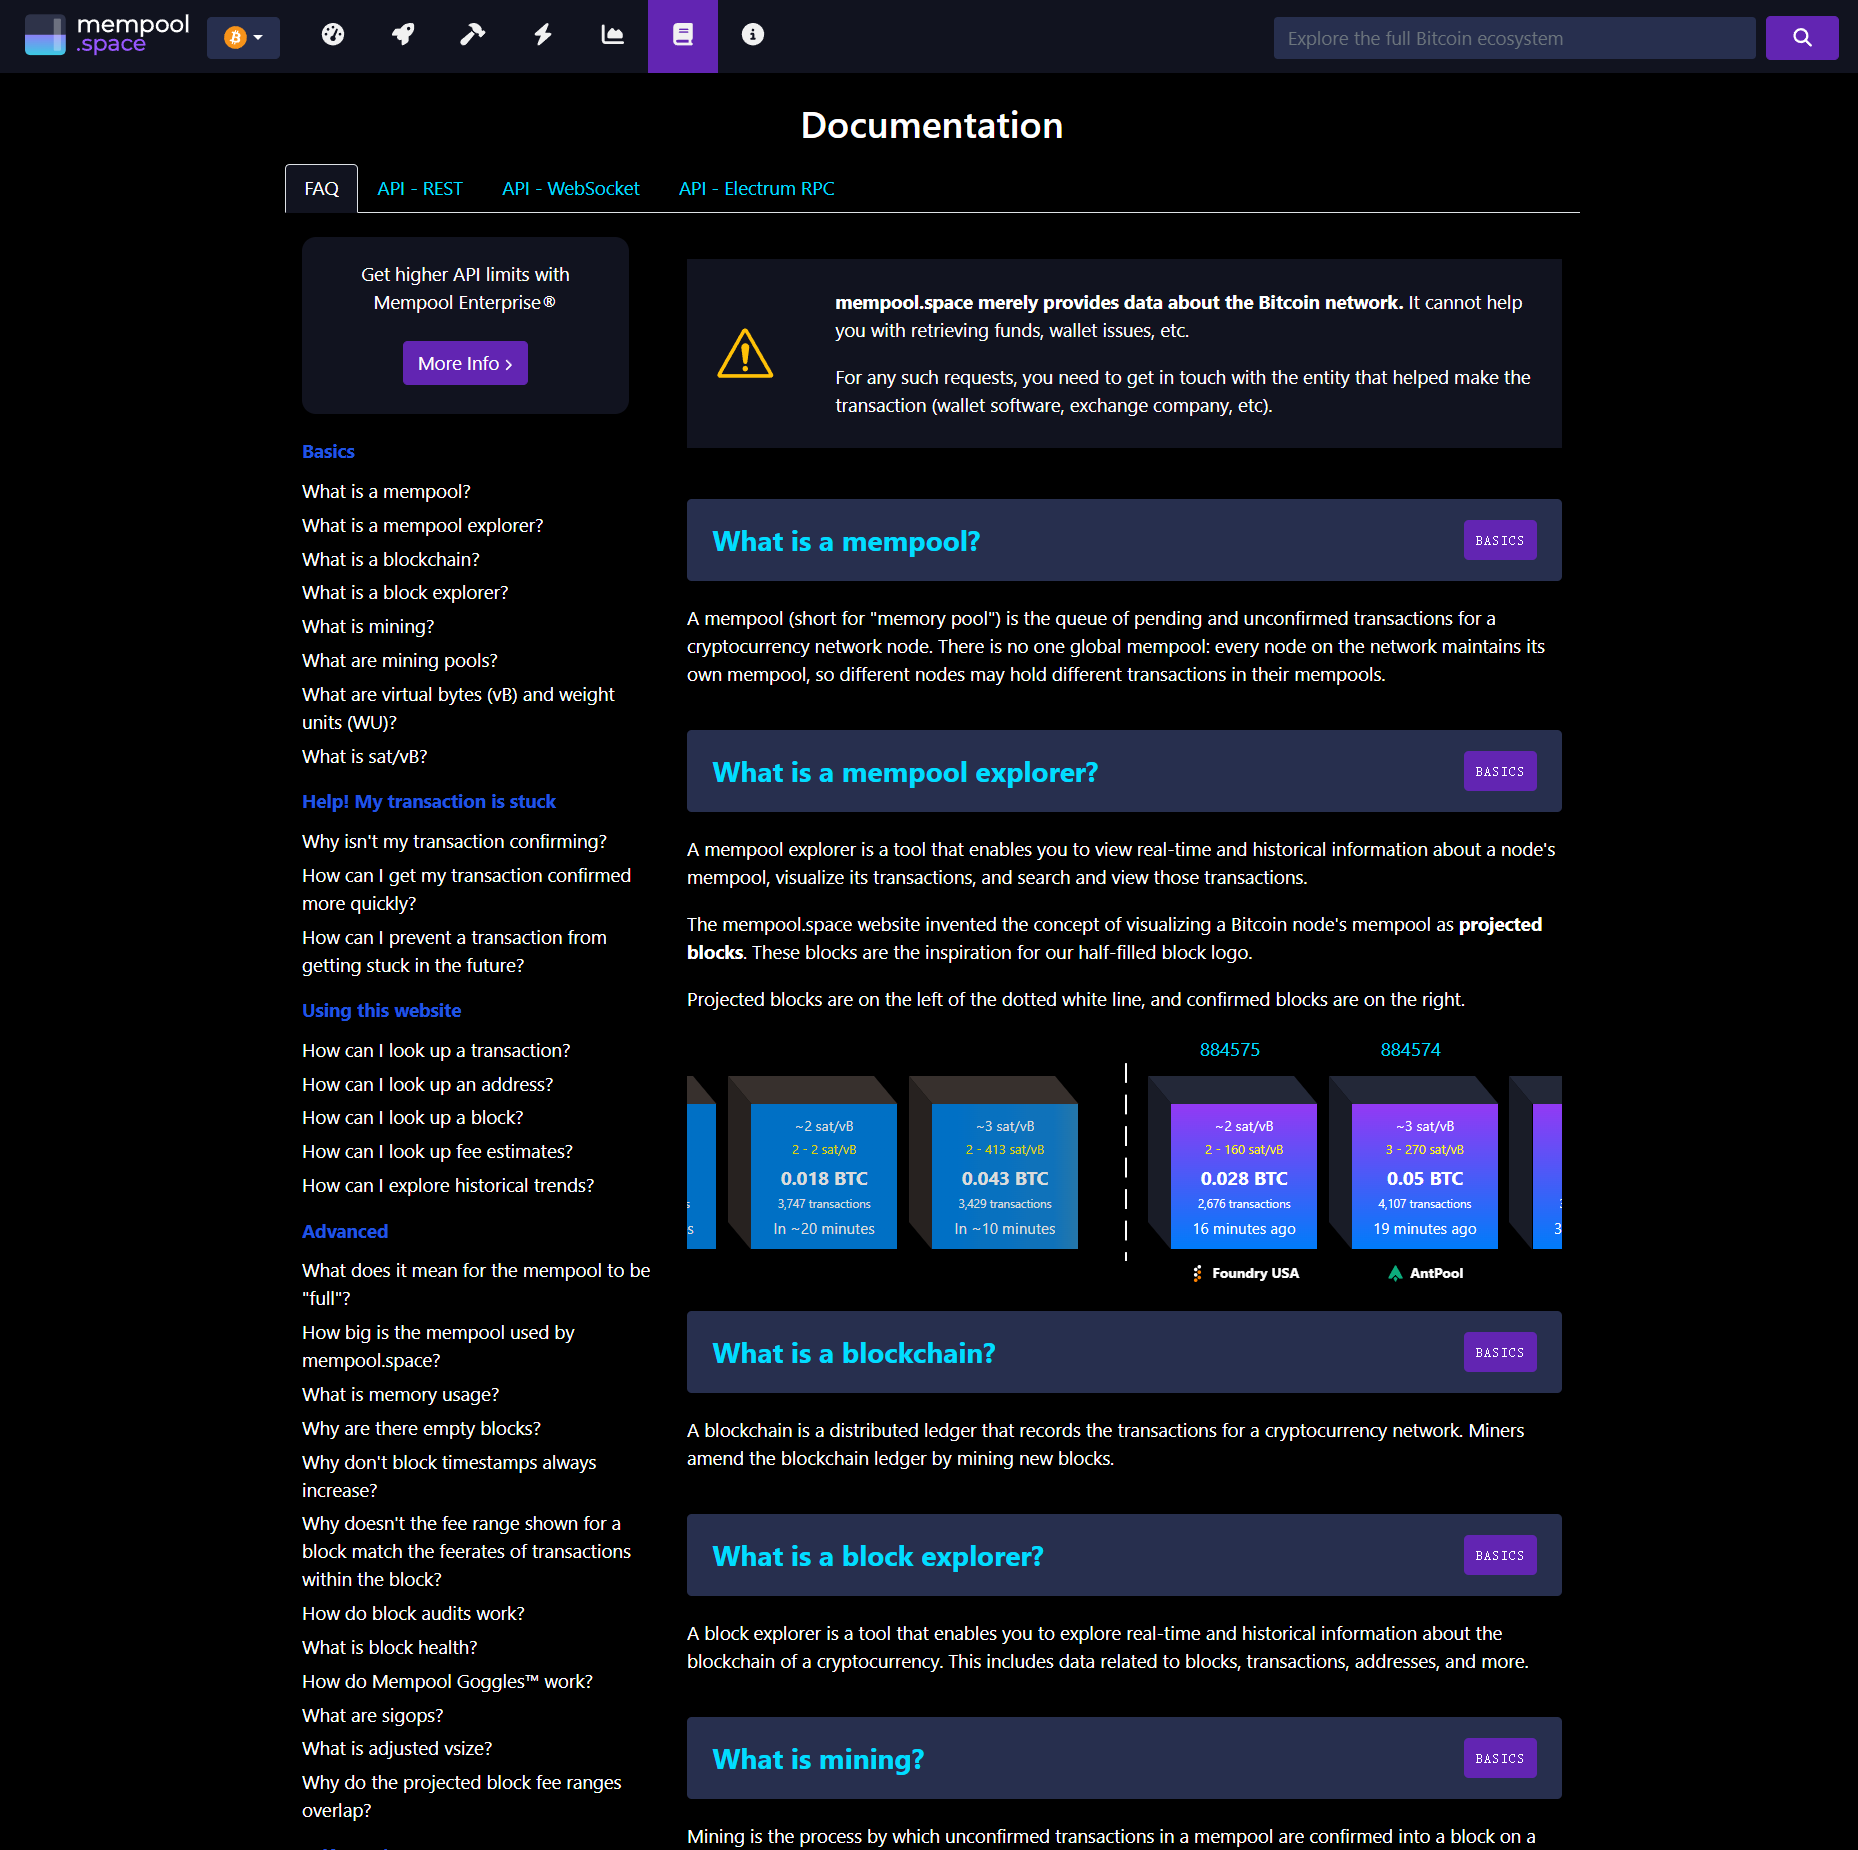 mempool
.space
Explore the full Bitcoin ecosystem
Documentation
FAQ
API - REST
API - WebSocket
API - Electrum RPC
Get higher API limits with
Mempool Enterprise®
More Info ›
Basics
What is a mempool?
What is a mempool explorer?
What is a blockchain?
What is a block explorer?
What is mining?
What are mining pools?
What are virtual bytes (vB) and weight
units (WU)?
What is sat/vB?
Help! My transaction is stuck
Why isn't my transaction confirming?
How can I get my transaction confirmed
more quickly?
How can I prevent a transaction from
getting stuck in the future?
Using this website
How can I look up a transaction?
How can I look up an address?
How can I look up a block?
How can I look up fee estimates?
How can I explore historical trends?
Advanced
What does it mean for the mempool to be
"full"?
How big is the mempool used by
mempool.space?
What is memory usage?
Why are there empty blocks?
Why don't block timestamps always
increase?
Why doesn't the fee range shown for a
block match the feerates of transactions
within the block?
How do block audits work?
What is block health?
How do Mempool Goggles™ work?
What are sigops?
What is adjusted vsize?
Why do the projected block fee ranges
overlap?
mempool.space merely provides data about the Bitcoin network. It cannot help
you with retrieving funds, wallet issues, etc.
For any such requests, you need to get in touch with the entity that helped make the
transaction (wallet software, exchange company, etc).
What is a mempool?
BASICS
A mempool (short for "memory pool") is the queue of pending and unconfirmed transactions for a
cryptocurrency network node. There is no one global mempool: every node on the network maintains its
own mempool, so different nodes may hold different transactions in their mempools.
What is a mempool explorer?
BASICS
A mempool explorer is a tool that enables you to view real-time and historical information about a node's
mempool, visualize its transactions, and search and view those transactions.
The mempool.space website invented the concept of visualizing a Bitcoin node's mempool as projected
blocks. These blocks are the inspiration for our half-filled block logo.
Projected blocks are on the left of the dotted white line, and confirmed blocks are on the right.
s
s
~2 sat/vB
2 - 2 sat/vB
0.018 BTC
3,747 transactions
In ~20 minutes
~3 sat/vB
2 - 413 sat/vB
0.043 BTC
3,429 transactions
In ~10 minutes
884575
~2 sat/vB
2 - 160 sat/vB
0.028 BTC
2,676 transactions
16 minutes ago
Foundry USA
884574
~3 sat/vB
3 - 270 sat/vB
0.05 BTC
4,107 transactions
19 minutes ago
AntPool
3
What is a blockchain?
BASICS
A blockchain is a distributed ledger that records the transactions for a cryptocurrency network. Miners
amend the blockchain ledger by mining new blocks.
What is a block explorer?
BASICS
A block explorer is a tool that enables you to explore real-time and historical information about the
blockchain of a cryptocurrency. This includes data related to blocks, transactions, addresses, and more.
What is mining?
BASICS
Mining is the process by which unconfirmed transactions in a mempool are confirmed into a block on a